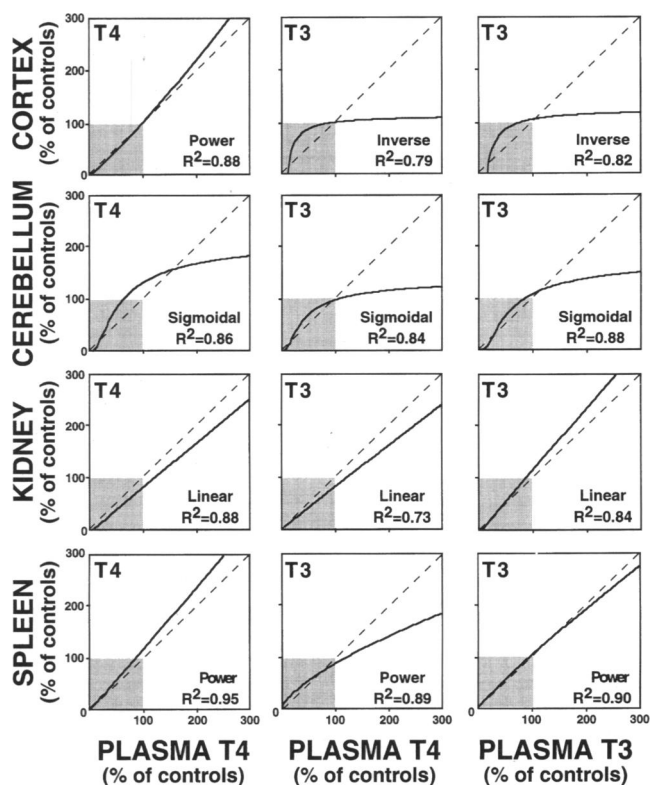 CORTEX
(% of controls)
300
200
100
0
T4
Power
R²=0.88
T3
Inverse
R²=0.79
T3
Inverse
R²=0.82
CEREBELLUM
(% of controls)
300
200
100
0
T4
Sigmoidal
R²=0.86
T3
Sigmoidal
R²=0.84
T3
Sigmoidal
R²=0.88
KIDNEY
(% of controls)
300
200
100
0
T4
Linear
R²=0.88
T3
Linear
R²=0.73
T3
Linear
R²=0.84
SPLEEN
(% of controls)
300
200
100
0
T4
Power
R²=0.95
T3
Power
R²=0.89
T3
Power
R²=0.90
100 300
100 300
100 300
PLASMA T4
(% of controls)
PLASMA T4
(% of controls)
PLASMA T3
(% of controls)